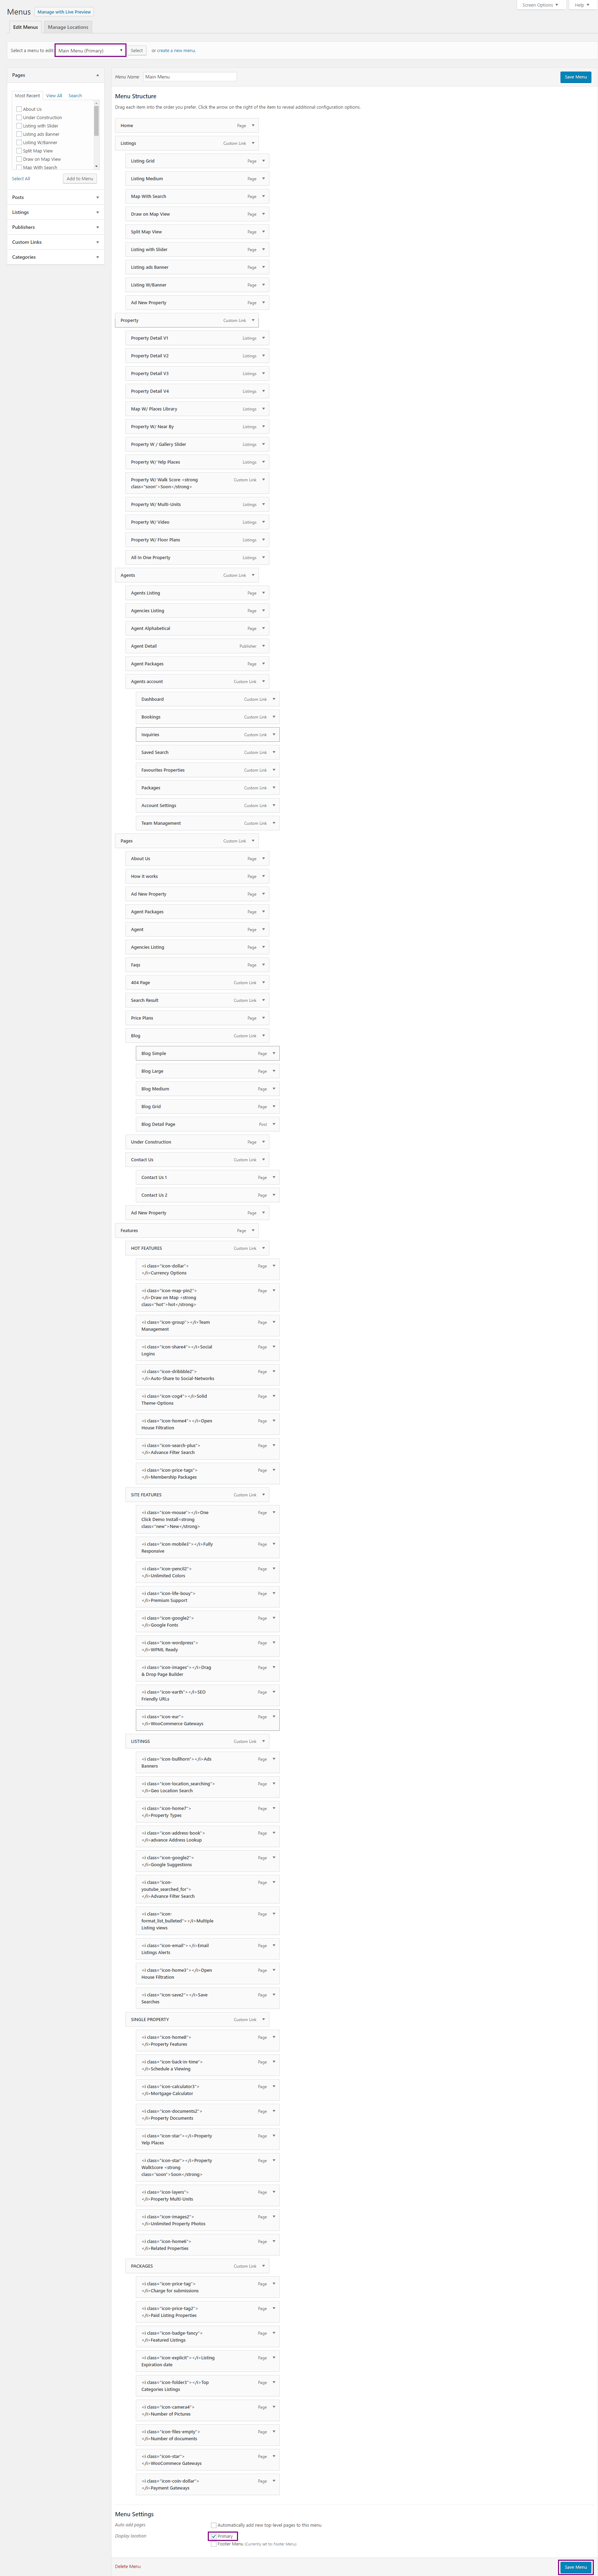 Screen Options
Help
Menus
Manage with Live Preview
Edit Menus
Manage Locations
Select a menu to edit:
Main Menu (Primary)
Select
or create a new menu.
Pages
Most Recent
View All
Search
About Us
Under Construction
Listing with Slider
Listing ads Banner
Listing W/Banner
Split Map View
Draw on Map View
Map With Search
Select All
Add to Menu
Posts
Listings
Publishers
Custom Links
Categories
Menu Name
Main Menu
Save Menu
Menu Structure
Drag each item into the order you prefer. Click the arrow on the right of the item to reveal additional configuration options.
Home Page
Listings Custom Link
Listing Grid Page
Listing Medium Page
Map With Search Page
Draw on Map View Page
Split Map View Page
Listing with Slider Page
Listing ads Banner Page
Listing W/Banner Page
Ad New Property Page
Property Custom Link
Property Detail V1 Listings
Property Detail V2 Listings
Property Detail V3 Listings
Property Detail V4 Listings
Map W/ Places Library Listings
Property W/ Near By Listings
Property W / Gallery Slider Listings
Property W/ Yelp Places Listings
Property W/ Walk Score <strong Custom Link
class="soon">Soon</strong>
Property W/ Multi-Units Listings
Property W/ Video Listings
Property W/ Floor Plans Listings
All In One Property Listings
Agents Custom Link
Agents Listing Page
Agencies Listing Page
Agent Alphabetical Page
Agent Detail Publisher
Agent Packages Page
Agents account Custom Link
Dashboard Custom Link
Bookings Custom Link
Inquiries Custom Link
Saved Search Custom Link
Favourites Properties Custom Link
Packages Custom Link
Account Settings Custom Link
Team Management Custom Link
Pages Custom Link
About Us Page
How it works Page
Ad New Property Page
Agent Packages Page
Agent Page
Agencies Listing Page
Faqs Page
404 Page Custom Link
Search Result Custom Link
Price Plans Page
Blog Custom Link
Blog Simple Page
Blog Large Page
Blog Medium Page
Blog Grid Page
Blog Detail Page Post
Under Construction Page
Contact Us Custom Link
Contact Us 1 Page
Contact Us 2 Page
Ad New Property Page
Features Page
HOT FEATURES Custom Link
<i class="icon-dollar"> Page
</i>Currency Options
<i class="icon-map-pin2"> Page
</i>Draw on Map <strong
class="hot">hot</strong>
<i class="icon-group"></i>Team Page
Management
<i class="icon-share4"></i>Social Page
Logins
<i class="icon-dribbble2"> Page
</i>Auto-Share to Social-Networks
<i class="icon-cog4"></i>Solid Page
Theme-Options
<i class="icon-home4"></i>Open Page
House Filtration
<i class="icon-search-plus"> Page
</i>Advance Filter Search
<i class="icon-price-tags"> Page
</i>Membership Packages
SITE FEATURES Custom Link
<i class="icon-mouse"></i>One Page
Click Demo Install<strong
class="new">New</strong>
<i class="icon-mobile3"></i>Fully Page
Responsive
<i class="icon-pencil2"> Page
</i>Unlimited Colors
<i class="icon-life-bouy"> Page
</i>Premium Support
<i class="icon-google2"> Page
</i>Google Fonts
<i class="icon-wordpress"> Page
</i>WPML Ready
<i class="icon-images"></i>Drag Page
& Drop Page Builder
<i class="icon-earth"></i>SEO Page
Friendly URLs
<i class="icon-eur"> Page
</i>WooCommerce Gateways
LISTINGS Custom Link
<i class="icon-bullhorn"></i>Ads Page
Banners
<i class="icon-location_searching"> Page
</i>Geo Location Search
<i class="icon-home7"> Page
</i>Property Types
<i class="icon-address-book"> Page
</i>advance Address Lookup
<i class="icon-google2"> Page
</i>Google Suggestions
<i class="icon- Page
youtube_searched_for">
</i>Advance Filter Search
<i class="icon- Page
format_list_bulleted"></i>Multiple
Listing views
<i class="icon-email"></i>Email Page
Listings Alerts
<i class="icon-home3"></i>Open Page
House Filtration
<i class="icon-save2"></i>Save Page
Searches
SINGLE PROPERTY Custom Link
<i class="icon-home8"> Page
</i>Property Features
<i class="icon-back-in-time"> Page
</i>Schedule a Viewing
<i class="icon-calculator3"> Page
</i>Mortgage Calculator
<i class="icon-documents2"> Page
</i>Property Documents
<i class="icon-star"></i>Property Page
Yelp Places
<i class="icon-star"></i>Property Page
WalkScore <strong
class="soon">Soon</strong>
<i class="icon-layers"> Page
</i>Property Multi-Units
<i class="icon-images2"> Page
</i>Unlimited Property Photos
<i class="icon-home6"> Page
</i>Related Properties
PACKAGES Custom Link
<i class="icon-price-tag"> Page
</i>Charge for submissions
<i class="icon-price-tag2"> Page
</i>Paid Listing Properties
<i class="icon-badge-fancy"> Page
</i>Featured Listings
<i class="icon-explicit"></i>Listing Page
Expiration date
<i class="icon-folder3"></i>Top Page
Categories Listings
<i class="icon-camera4"> Page
</i>Number of Pictures
<i class="icon-files-empty"> Page
</i>Number of documents
<i class="icon-star"> Page
</i>WooCommece Gateways
<i class="icon-coin-dollar"> Page
</i>Payment Gateways
Menu Settings
Auto add pages
Automatically add new top-level pages to this menu
Display location
Primary
Footer Menu (Currently set to: Footer Menu)
Delete Menu
Save Menu